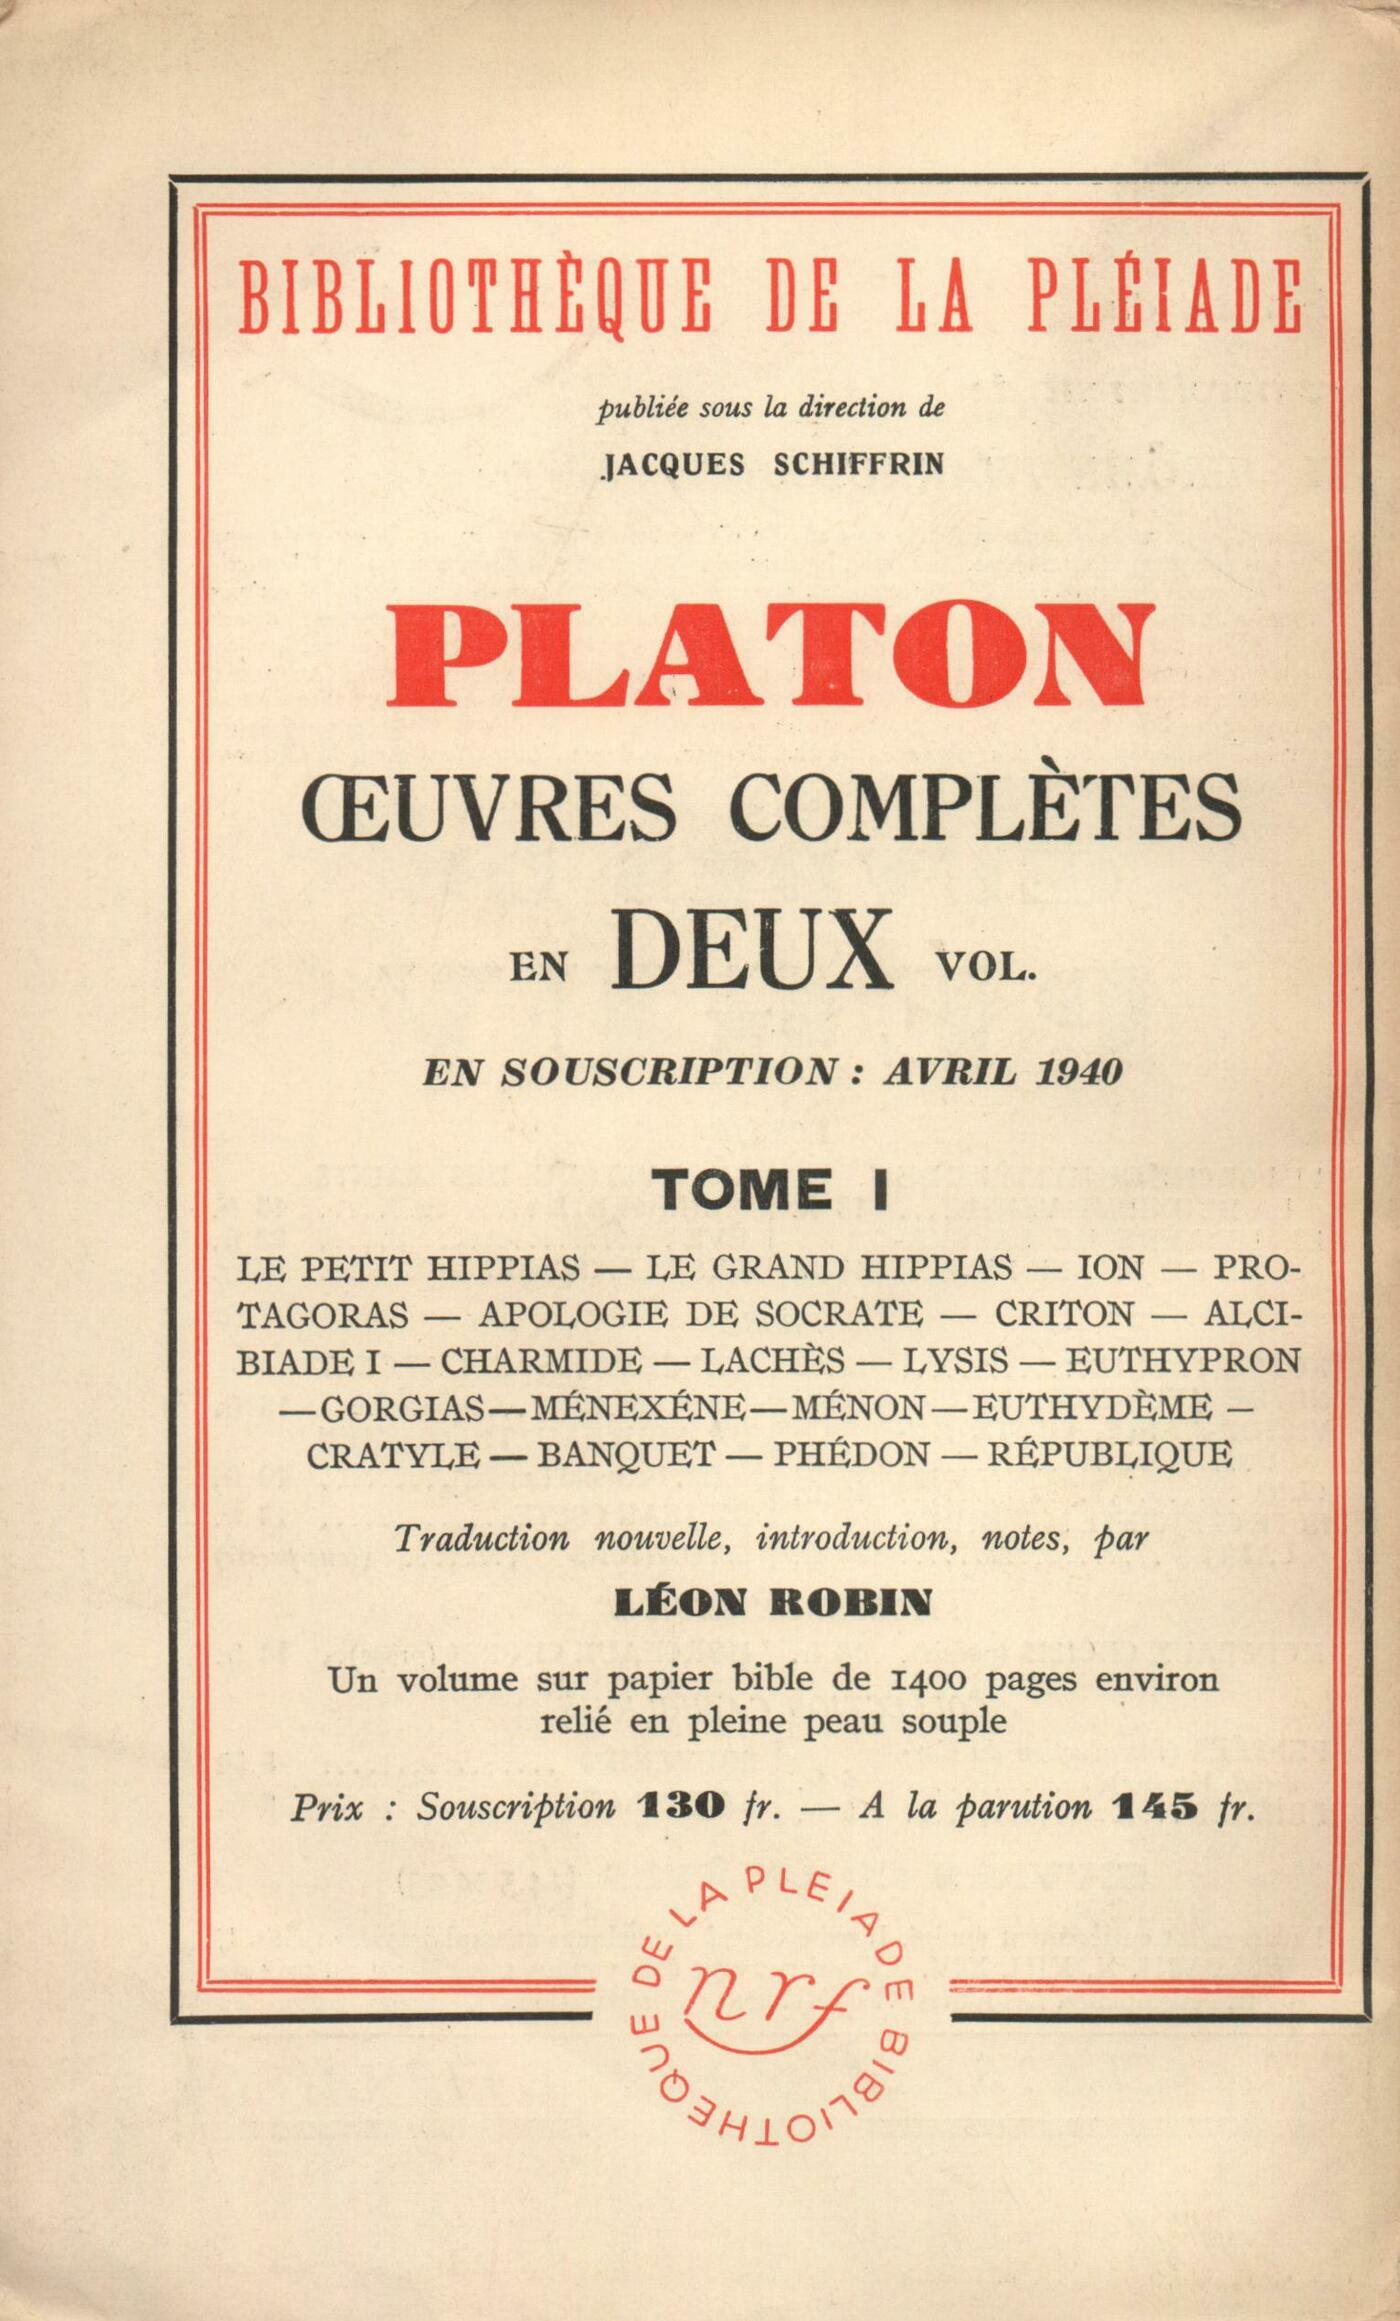 BIBLIOTHÈQUE DE LA PLÉIADE
publiée sous la direction de
JACQUES SCHIFFRIN
PLATON
ŒUVRES COMPLÈTES
EN DEUX VOL.
EN SOUSCRIPTION : AVRIL 1940
TOME I
LE PETIT HIPPIAS — LE GRAND HIPPIAS — ION — PRO-
TAGORAS — APOLOGIE DE SOCRATE — CRITON — ALCI-
BIADE I — CHARMIDE — LACHÈS — LYSIS — EUTHYPRON
— GORGIAS — MÉNEXÉNE — MÉNON — EUTHYDÈME —
CRATYLE — BANQUET — PHÉDON — RÉPUBLIQUE
Traduction nouvelle, introduction, notes, par
LÉON ROBIN
Un volume sur papier bible de 1400 pages environ
relié en pleine peau souple
Prix : Souscription 130 fr. — A la parution 145 fr.
BIBLIOTHEQUE DE LA PLEIADE
nrf